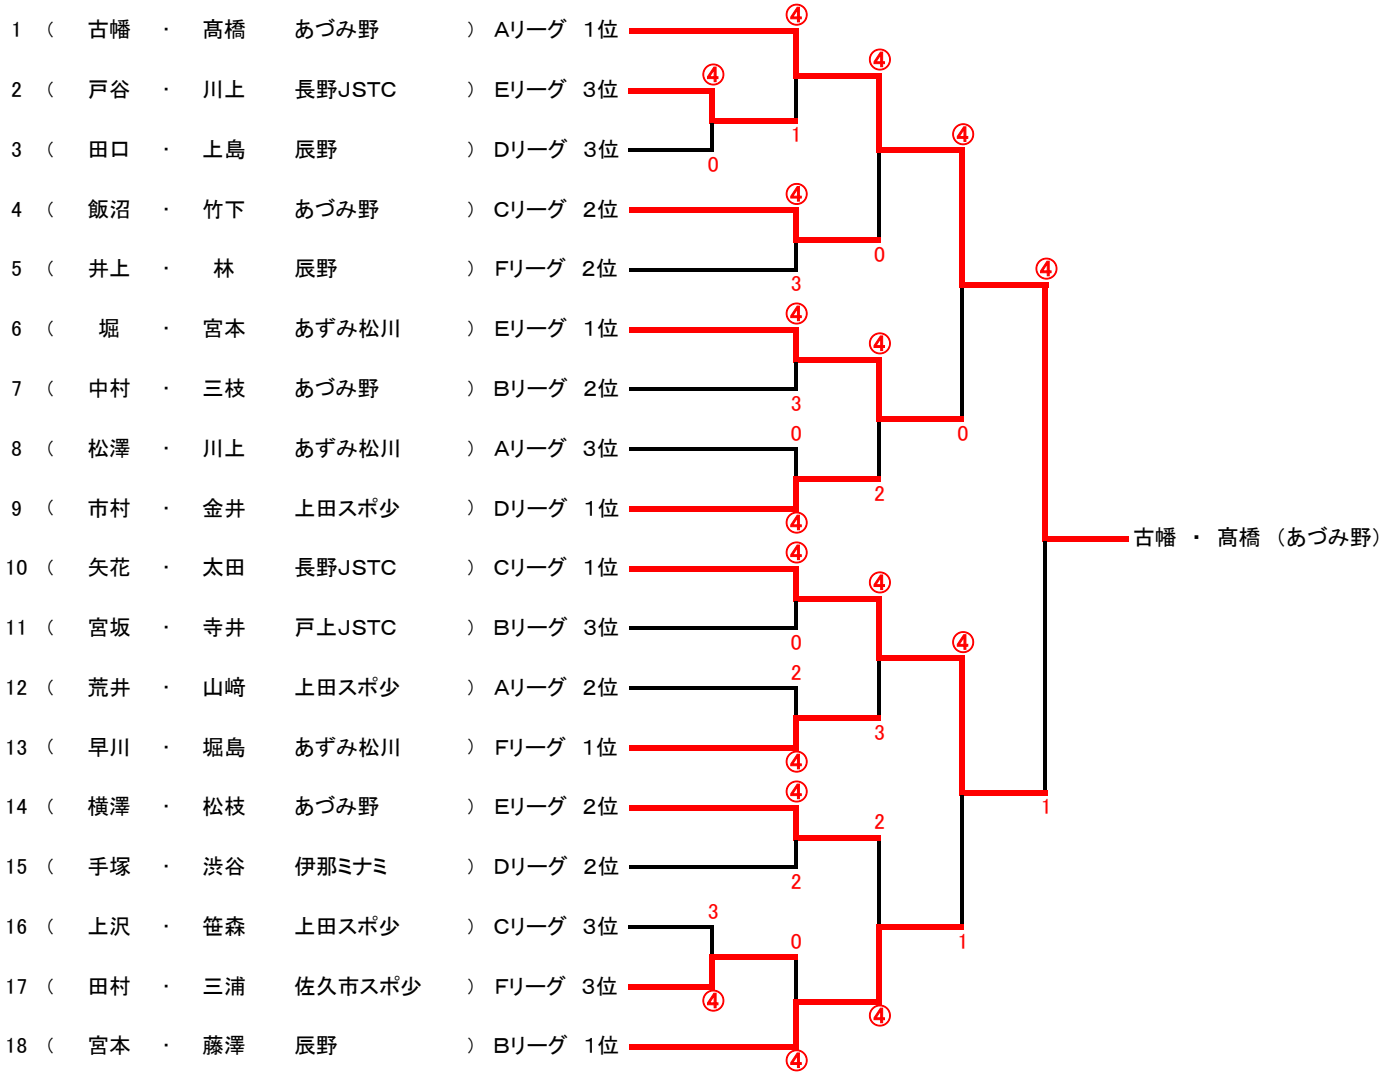 ④
1 （ 古幡 ・ 髙橋 あづみ野 ） Aリーグ 1位
④
④
2 （ 戸谷 ・ 川上 長野JSTC ） Eリーグ 3位
④
1
3 （ 田口 ・ 上島 辰野 ） Dリーグ 3位
0
④
4 （ 飯沼 ・ 竹下 あづみ野 ） Cリーグ 2位
0
5 （ 井上 ・ 林 辰野 ） Fリーグ 2位
④
3
④
6 （ 堀 ・ 宮本 あずみ松川 ） Eリーグ 1位
④
7 （ 中村 ・ 三枝 あづみ野 ） Bリーグ 2位
3
0 0
8 （ 松澤 ・ 川上 あずみ松川 ） Aリーグ 3位
2
9 （ 市村 ・ 金井 上田スポ少 ） Dリーグ 1位
④
古幡 ・ 髙橋 （あづみ野）
④
10 （ 矢花 ・ 太田 長野JSTC ） Cリーグ 1位
④
11 （ 宮坂 ・ 寺井 戸上JSTC ） Bリーグ 3位
0 ④
2
12 （ 荒井 ・ 山﨑 上田スポ少 ） Aリーグ 2位
3
13 （ 早川 ・ 堀島 あずみ松川 ） Fリーグ 1位
④
④
14 （ 横澤 ・ 松枝 あづみ野 ） Eリーグ 2位
1
2
15 （ 手塚 ・ 渋谷 伊那ミナミ ） Dリーグ 2位
2
3
16 （ 上沢 ・ 笹森 上田スポ少 ） Cリーグ 3位
0 1
17 （ 田村 ・ 三浦 佐久市スポ少 ） Fリーグ 3位
④
④
18 （ 宮本 ・ 藤澤 辰野 ） Bリーグ 1位
④